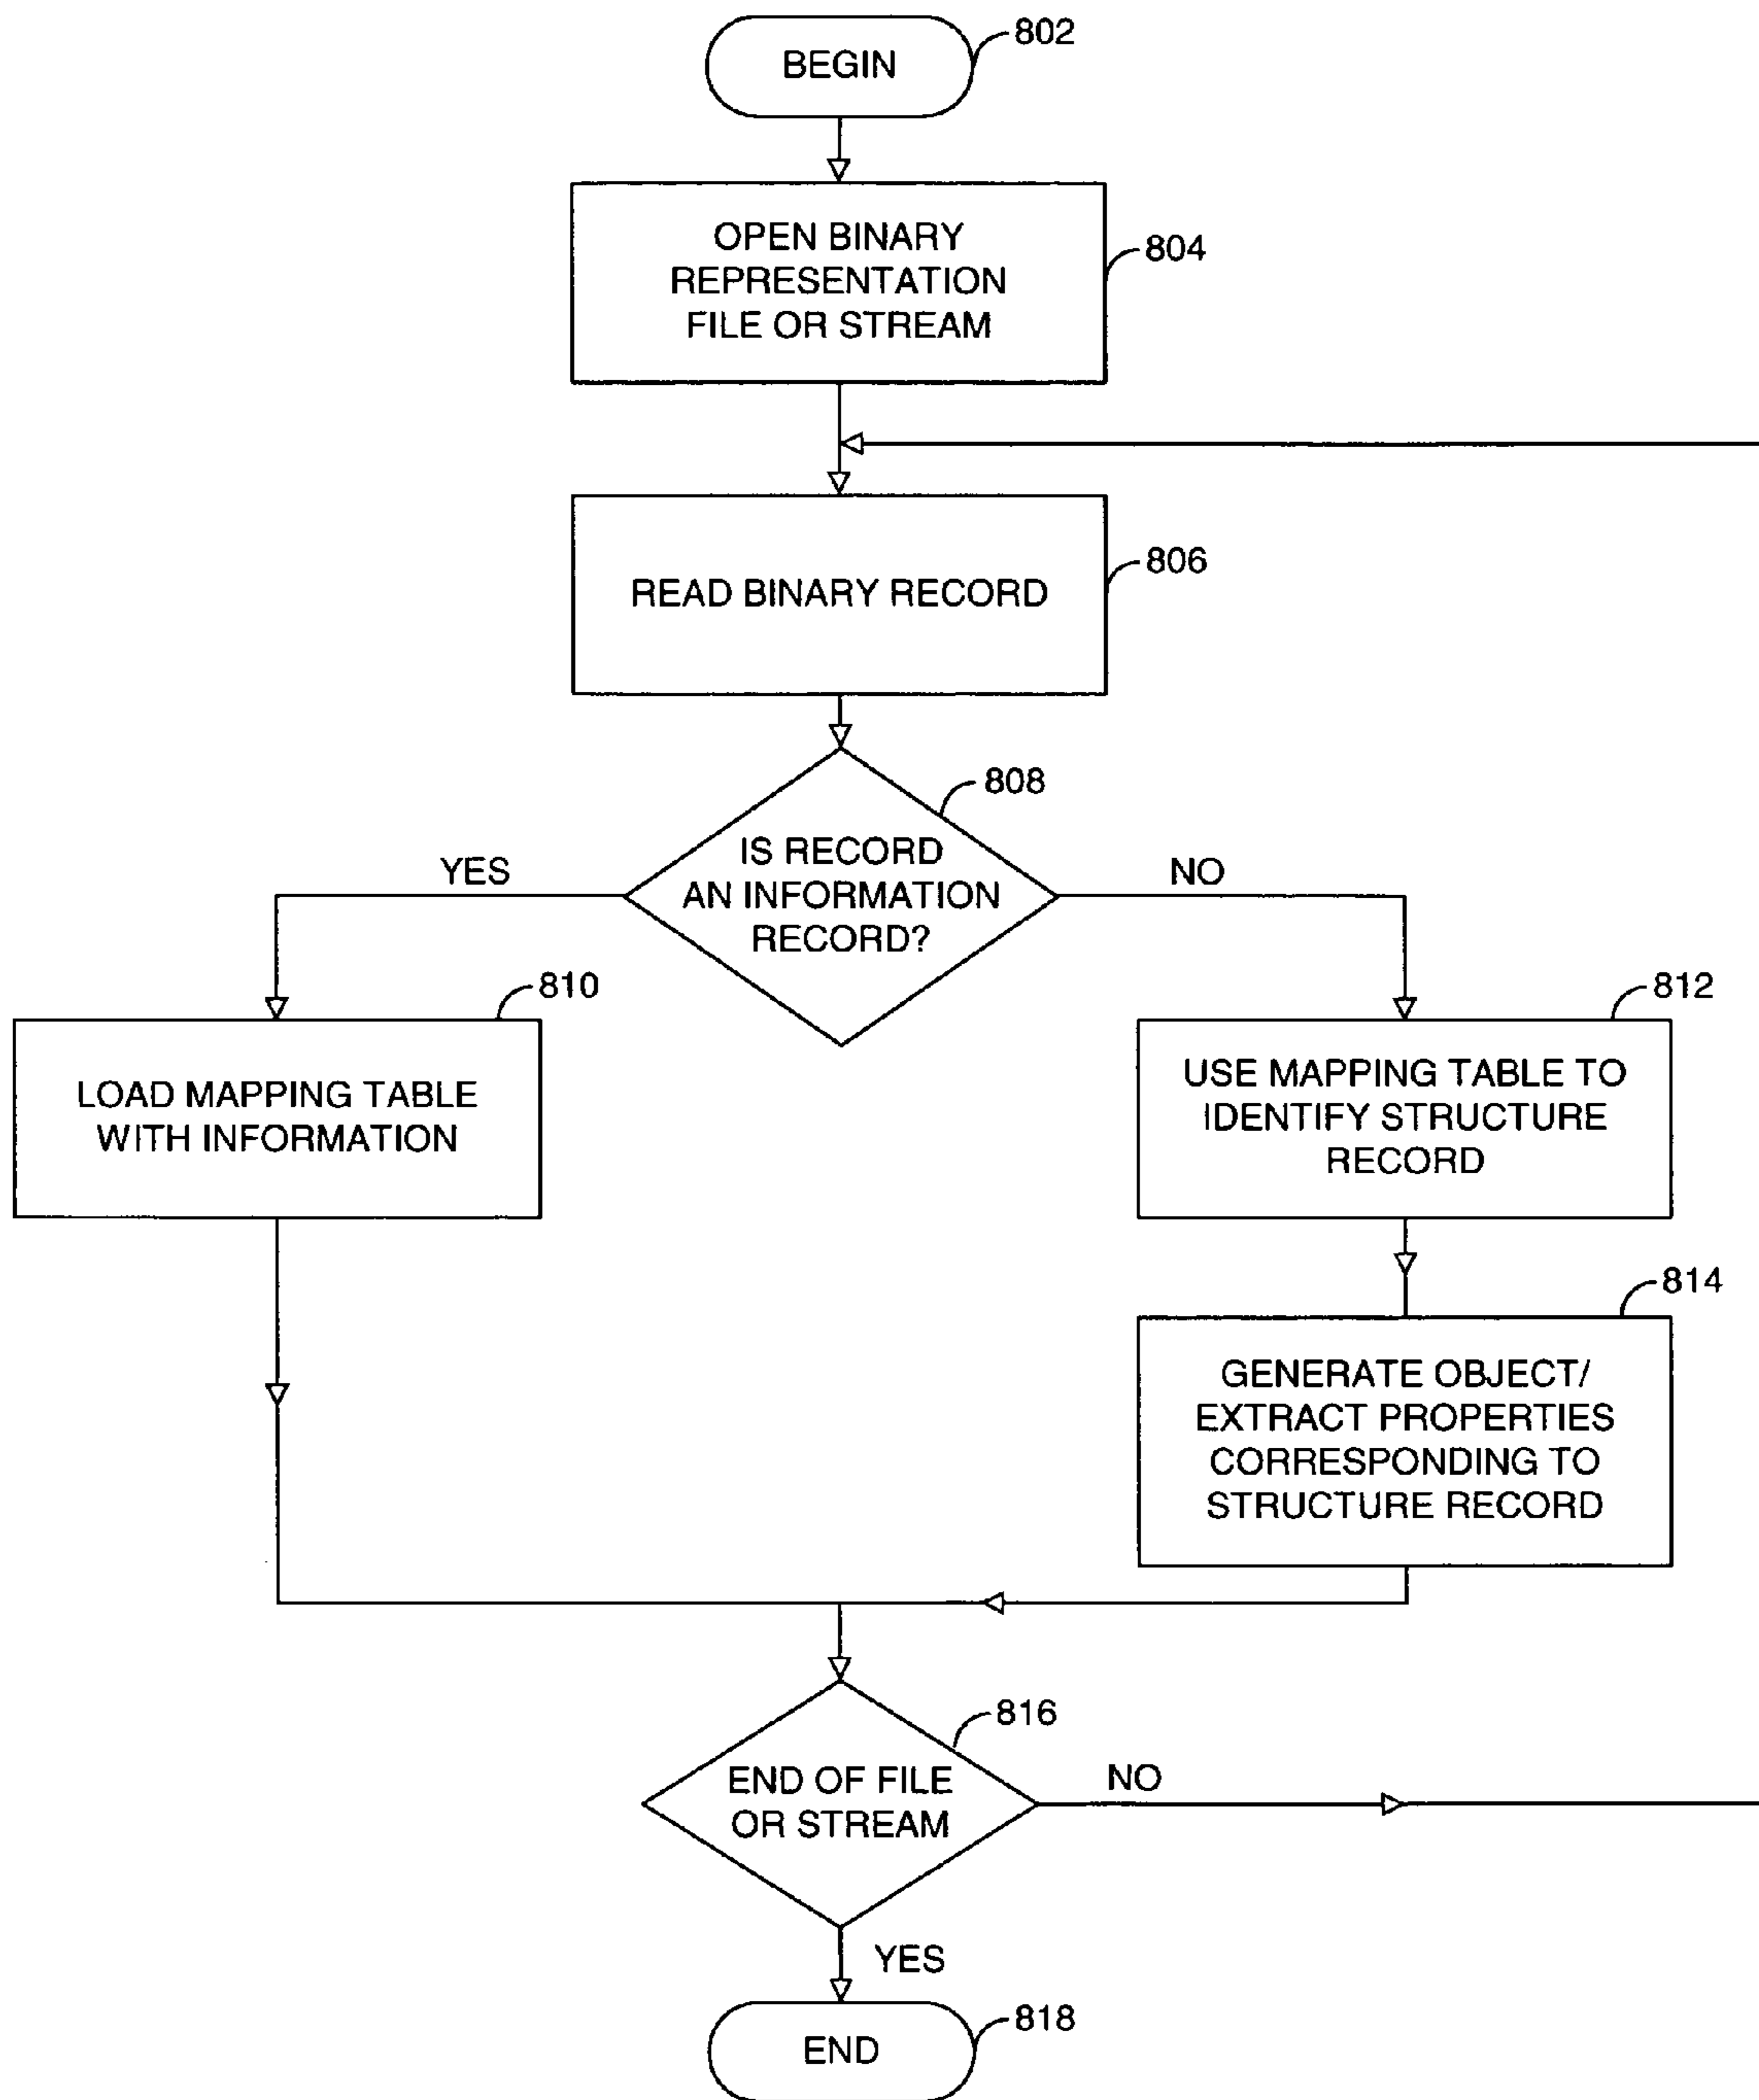 802
BEGIN
OPEN BINARY
REPRESENTATION
FILE OR STREAM
804
READ BINARY RECORD
806
808
IS RECORD
AN INFORMATION
RECORD?
YES
NO
810
LOAD MAPPING TABLE
WITH INFORMATION
812
USE MAPPING TABLE TO
IDENTIFY STRUCTURE
RECORD
814
GENERATE OBJECT/
EXTRACT PROPERTIES
CORRESPONDING TO
STRUCTURE RECORD
816
END OF FILE
OR STREAM
NO
YES
818
END